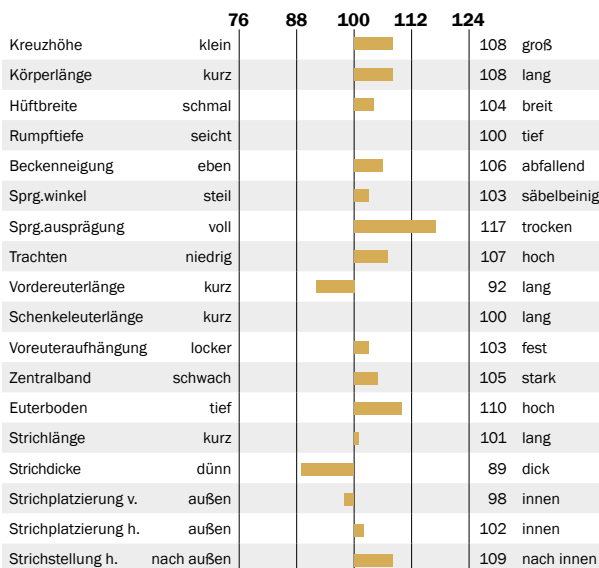 76 88 100 112 124
Kreuzhöhe klein 108 groß
Körperlänge kurz 108 lang
Hüftbreite schmal 104 breit
Rumpftiefe seicht 100 tief
Beckenneigung eben 106 abfallend
Sprg.winkel steil 103 säbelbeinig
Sprg.ausprägung voll 117 trocken
Trachten niedrig 107 hoch
Vordereuterlänge kurz 92 lang
Schenkeleuterlänge kurz 100 lang
Voreuteraufhängung locker 103 fest
Zentralband schwach 105 stark
Euterboden tief 110 hoch
Strichlänge kurz 101 lang
Strichdicke dünn 89 dick
Strichplatzierung v. außen 98 innen
Strichplatzierung h. außen 102 innen
Strichstellung h. nach außen 109 nach innen